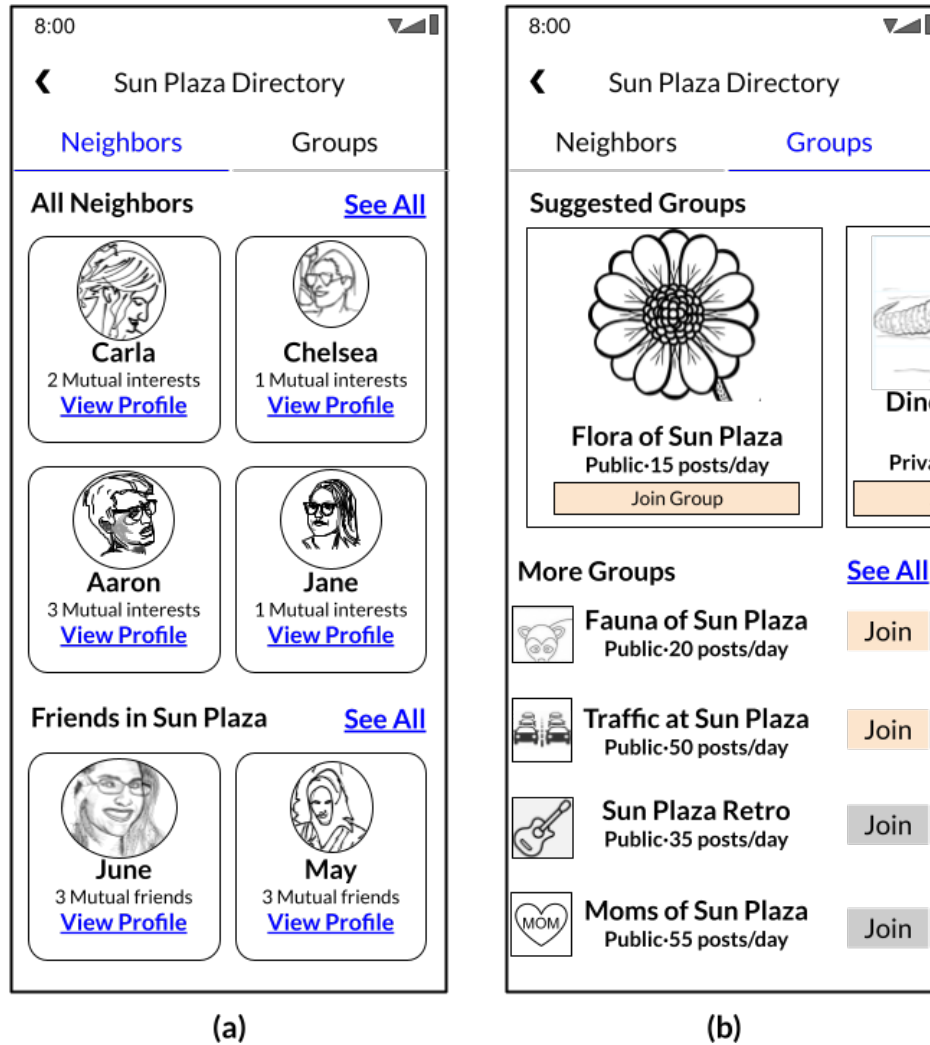 8:00
Sun Plaza Directory
Neighbors Groups
All Neighbors See All
Carla
2 Mutual interests
View Profile
Chelsea
1 Mutual interests
View Profile
Aaron
3 Mutual interests
View Profile
Jane
1 Mutual interests
View Profile
Friends in Sun Plaza See All
June
3 Mutual friends
View Profile
May
3 Mutual friends
View Profile
(a)
8:00
Sun Plaza Directory
Neighbors Groups
Suggested Groups
Flora of Sun Plaza
Public·15 posts/day
Join Group
More Groups See All
Fauna of Sun Plaza
Public·20 posts/day
Join
Traffic at Sun Plaza
Public·50 posts/day
Join
Sun Plaza Retro
Public·35 posts/day
Join
MOM
Moms of Sun Plaza
Public·55 posts/day
Join
(b)